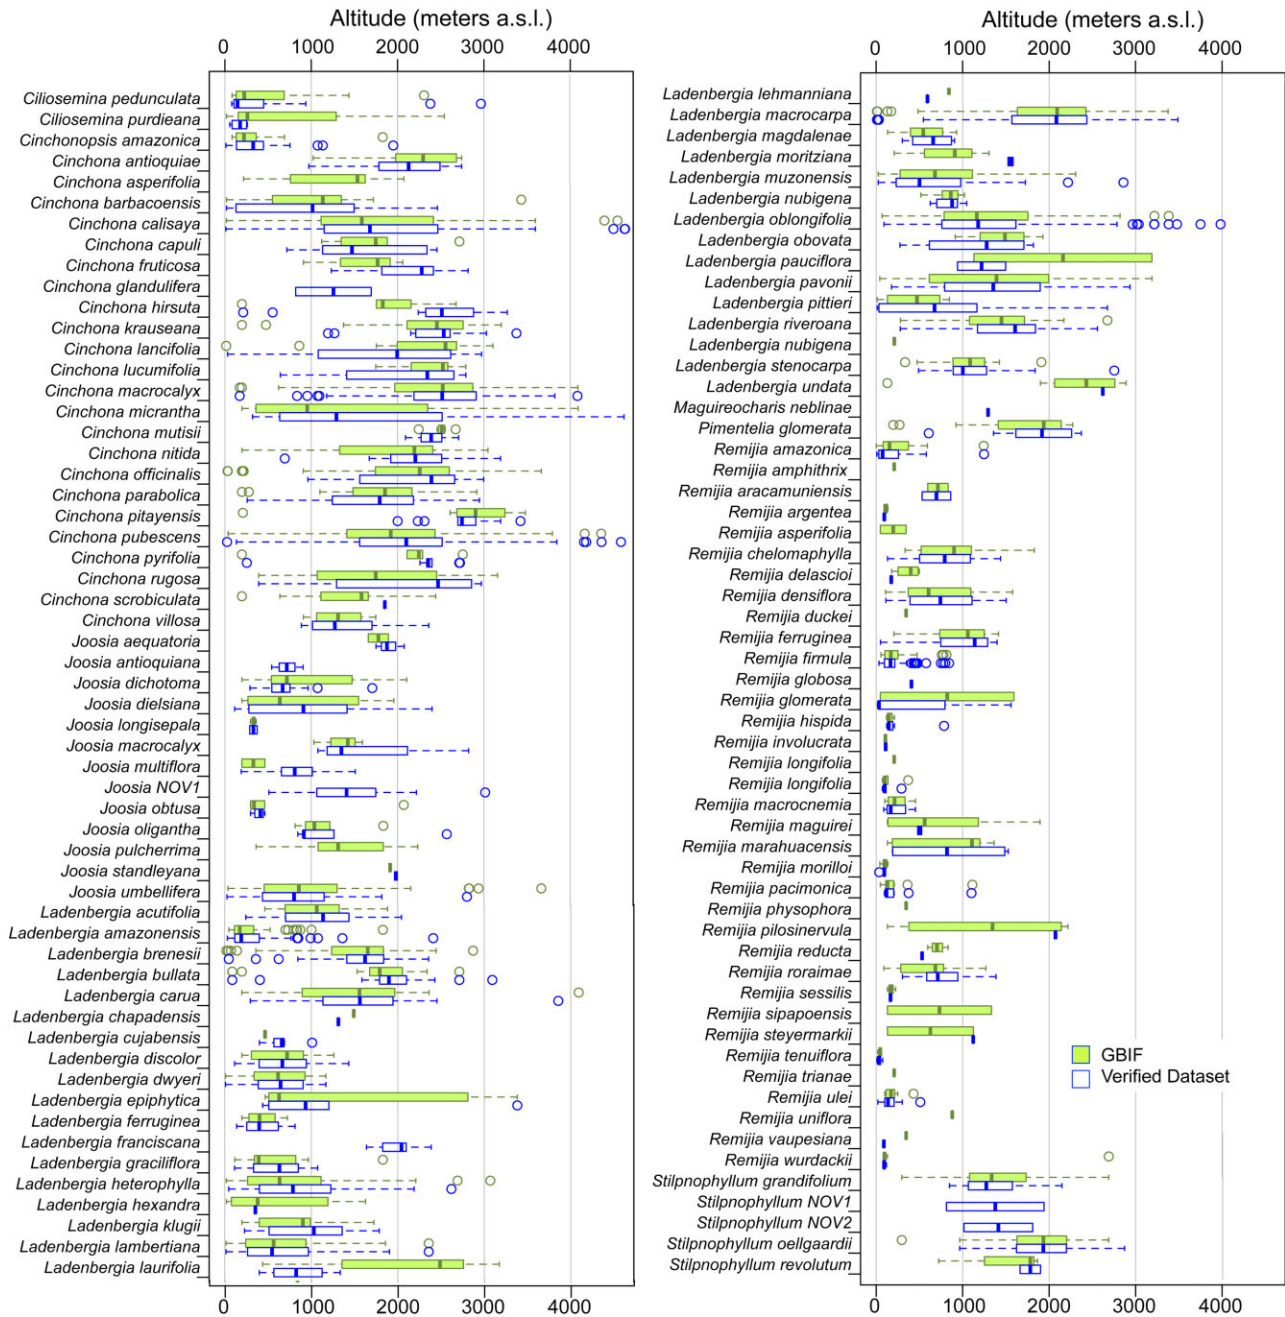 Altitude (meters a.s.l.)
0 1000 2000 3000 4000
Ciliosemina pedunculata
Ciliosemina purdieana
Cinchonopsis amazonica
Cinchona antioquiae
Cinchona asperifolia
Cinchona barbacoensis
Cinchona calisaya
Cinchona capuli
Cinchona fruticosa
Cinchona glandulifera
Cinchona hirsuta
Cinchona krauseana
Cinchona lancifolia
Cinchona lucumifolia
Cinchona macrocalyx
Cinchona micrantha
Cinchona mutisii
Cinchona nitida
Cinchona officinalis
Cinchona parabolica
Cinchona pitayensis
Cinchona pubescens
Cinchona pyrifolia
Cinchona rugosa
Cinchona scrobiculata
Cinchona villosa
Joosia aequatoria
Joosia antioquiana
Joosia dichotoma
Joosia dielsiana
Joosia longisepala
Joosia macrocalyx
Joosia multiflora
Joosia NOV1
Joosia obtusa
Joosia oligantha
Joosia pulcherrima
Joosia standleyana
Joosia umbellifera
Ladenbergia acutifolia
Ladenbergia amazonensis
Ladenbergia brenesii
Ladenbergia bullata
Ladenbergia carua
Ladenbergia chapadensis
Ladenbergia cujabensis
Ladenbergia discolor
Ladenbergia dwyeri
Ladenbergia epiphytica
Ladenbergia ferruginea
Ladenbergia franciscana
Ladenbergia graciliflora
Ladenbergia heterophylla
Ladenbergia hexandra
Ladenbergia klugii
Ladenbergia lambertiana
Ladenbergia laurifolia
0 1000 2000 3000 4000
Altitude (meters a.s.l.)
0 1000 2000 3000 4000
Ladenbergia lehmanniana
Ladenbergia macrocarpa
Ladenbergia magdalenae
Ladenbergia moritziana
Ladenbergia muzonensis
Ladenbergia nubigena
Ladenbergia oblongifolia
Ladenbergia obovata
Ladenbergia pauciflora
Ladenbergia pavonii
Ladenbergia pittieri
Ladenbergia riveroana
Ladenbergia nubigena
Ladenbergia stenocarpa
Ladenbergia undata
Maguireocharis neblinae
Pimentelia glomerata
Remijia amazonica
Remijia amphithrix
Remijia aracamuniensis
Remijia argentea
Remijia asperifolia
Remijia chelomaphylla
Remijia delascioi
Remijia densiflora
Remijia duckei
Remijia ferruginea
Remijia firmula
Remijia globosa
Remijia glomerata
Remijia hispida
Remijia involucrata
Remijia longifolia
Remijia longifolia
Remijia macrocnemia
Remijia maguirei
Remijia marahuacensis
Remijia morilloi
Remijia pacimonica
Remijia physophora
Remijia pilosinervula
Remijia reducta
Remijia roraimae
Remijia sessilis
Remijia sipapoensis
Remijia steyermarkii
Remijia tenuiflora
Remijia trianae
Remijia ulei
Remijia uniflora
Remijia vaupesiana
Remijia wurdackii
Stilpnophyllum grandifolium
Stilpnophyllum NOV1
Stilpnophyllum NOV2
Stilpnophyllum oellgaardii
Stilpnophyllum revolutum
GBIF
Verified Dataset
0 1000 2000 3000 4000